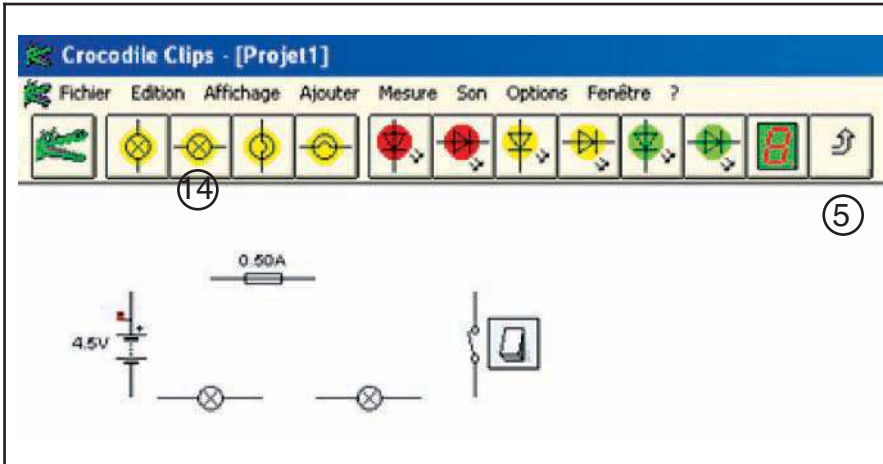 Crocodile Clips - [Projet1]
Fichier Edition Affichage Ajouter Mesure Son Options Fenêtre ?
14
5
0.50A
4.5V